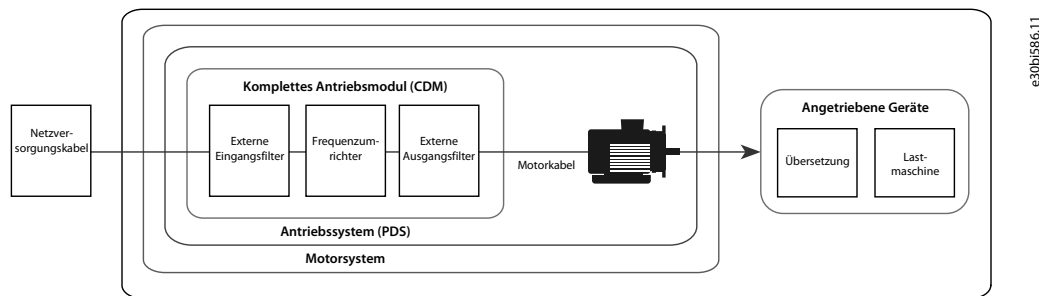 e30bi586.11
Komplettes Antriebsmodul (CDM)
Netzver-
sorgungskabel
Externe
Eingangsfilter
Frequenzum-
richter
Externe
Ausgangsfilter
Motorkabel
Angetriebene Geräte
Übersetzung
Last-
maschine
Antriebssystem (PDS)
Motorsystem